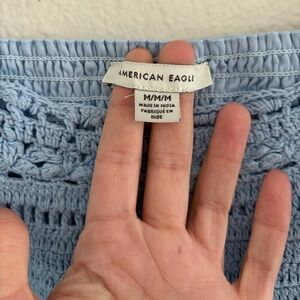 AMERICAN EAGLE
M/M/M
MADE IN INDIA
FABRIQUÉ EN
INDE